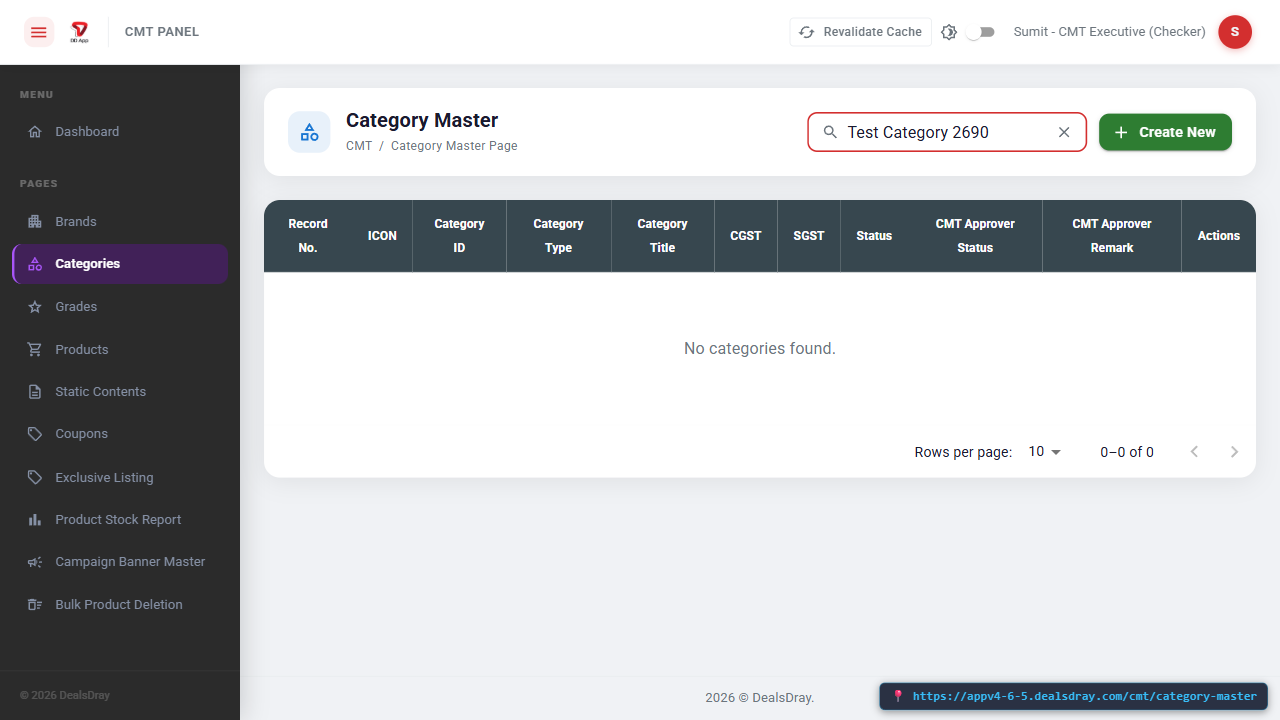 DD App
CMT PANEL
Revalidate Cache
Sumit - CMT Executive (Checker)
S
MENU
Dashboard
PAGES
Brands
Categories
Grades
Products
Static Contents
Coupons
Exclusive Listing
Product Stock Report
Campaign Banner Master
Bulk Product Deletion
© 2026 DealsDray
Category Master
CMT / Category Master Page
Test Category 2690
Create New
Record No.
ICON
Category ID
Category Type
Category Title
CGST
SGST
Status
CMT Approver Status
CMT Approver Remark
Actions
No categories found.
Rows per page: 10
0–0 of 0
2026 © DealsDray.
https://appv4-6-5.dealsdray.com/cmt/category-master